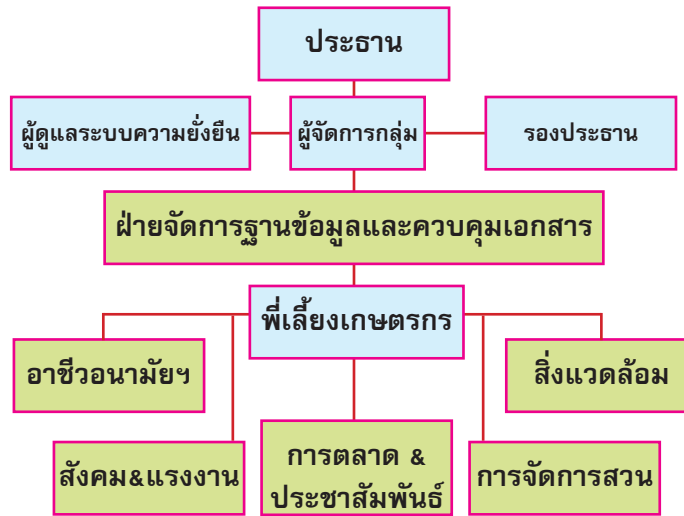 ประธาน
ผู้ดูแลระบบความยั่งยืน
ผู้จัดการกลุ่ม
รองประธาน
ฝ่ายจัดการฐานข้อมูลและควบคุมเอกสาร
พี่เลี้ยงเกษตรกร
อาชีวอนามัยฯ
สิ่งแวดล้อม
สังคม&แรงงาน
การตลาด &
ประชาสัมพันธ์
การจัดการสวน